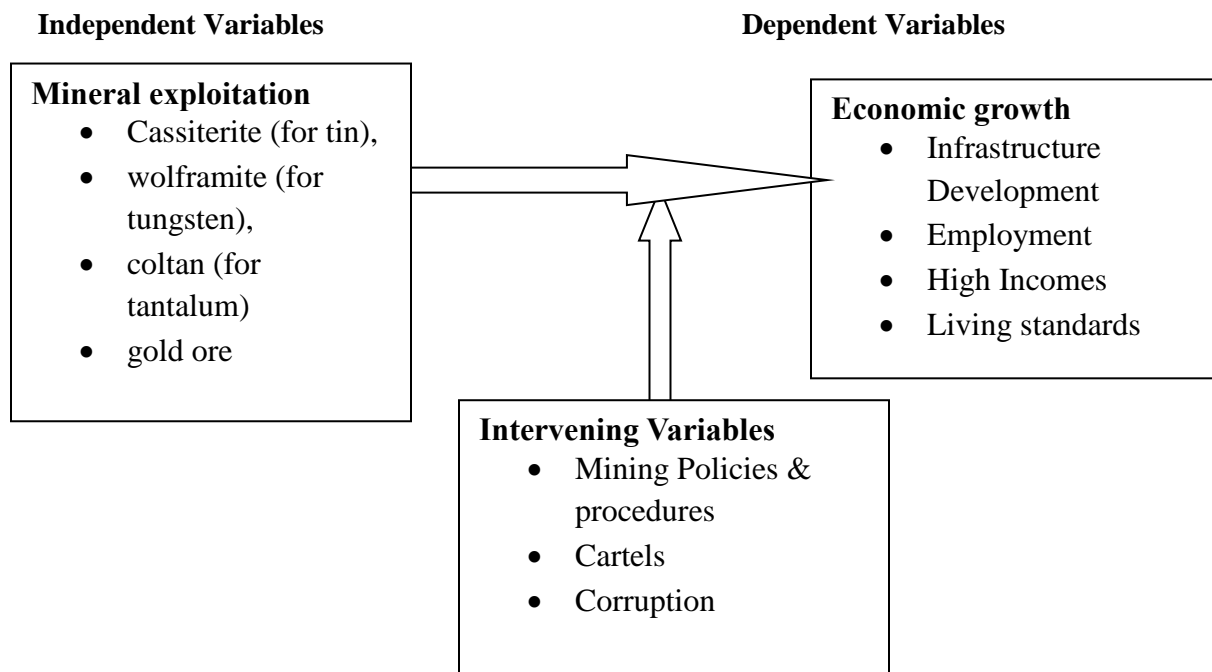 Independent Variables
Dependent Variables
Mineral exploitation
• Cassiterite (for tin),
• wolframite (for
tungsten),
• coltan (for
tantalum)
• gold ore
Economic growth
• Infrastructure
Development
• Employment
• High Incomes
• Living standards
Intervening Variables
• Mining Policies &
procedures
• Cartels
• Corruption